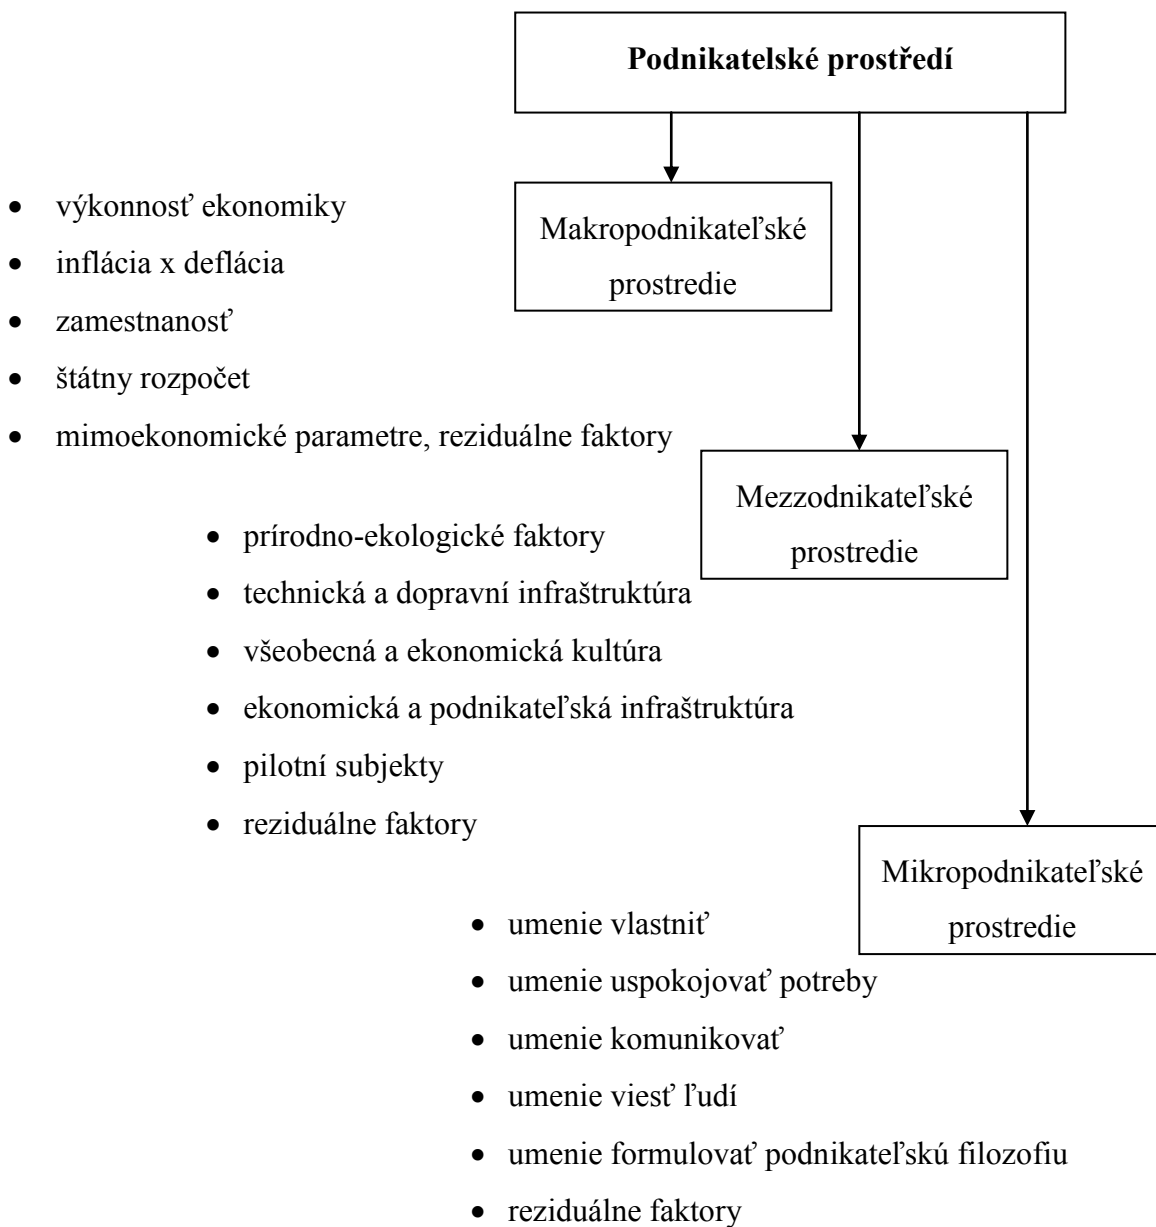 Podnikatelské prostředí
Makropodnikateľské
prostredie
• výkonnosť ekonomiky
• inflácia x deflácia
• zamestnanosť
• štátny rozpočet
• mimoekonomické parametre, reziduálne faktory
Mezzodnikateľské
prostredie
• prírodno-ekologické faktory
• technická a dopravní infraštruktúra
• všeobecná a ekonomická kultúra
• ekonomická a podnikateľská infraštruktúra
• pilotní subjekty
• reziduálne faktory
Mikropodnikateľské
prostredie
• umenie vlastniť
• umenie uspokojovať potreby
• umenie komunikovať
• umenie viesť ľudí
• umenie formulovať podnikateľskú filozofiu
• reziduálne faktory